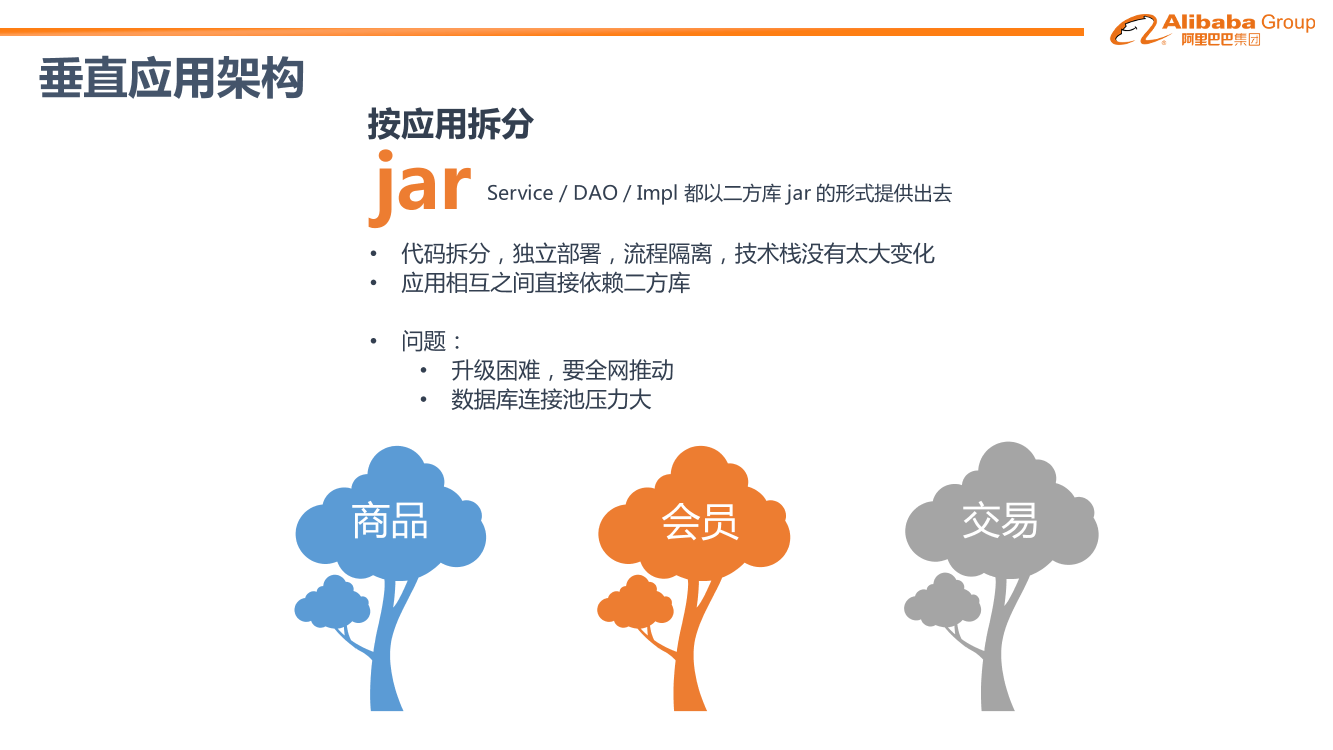 Alibaba Group
阿里巴巴集团
垂直应用架构
按应用拆分
jar Service / DAO / Impl 都以二方库 jar 的形式提供出去
• 代码拆分，独立部署，流程隔离，技术栈没有太大变化
• 应用相互之间直接依赖二方库
• 问题：
• 升级困难，要全网推动
• 数据库连接池压力大
商品 会员 交易